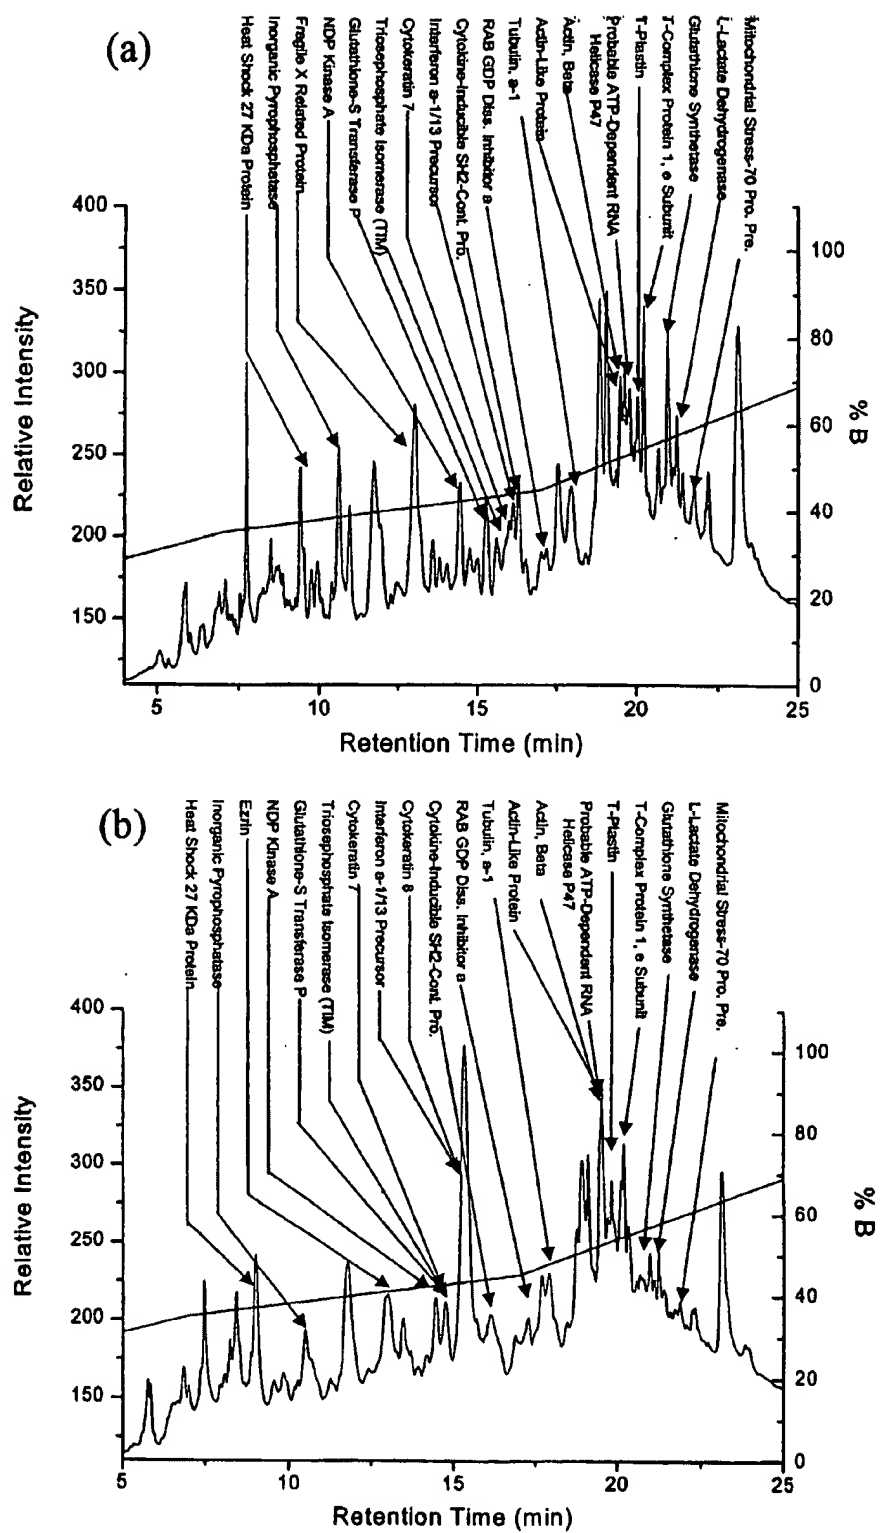 (a)
Heat Shock 27 KDa Protein
Inorganic Pyrophosphatase
Fragile X Related Protein
NDP Kinase A
Glutathione-S Transferase P
Triosephosphate Isomerase (TIM)
Cytokeratin 7
Interferon a-1/13 Precursor
Cytokine-Inducible SH2-Cont. Pro.
RAB GDP Diss. Inhibitor a
Tubulin, a-1
Actin-Like Protein
Actin, Beta
Probable ATP-Dependent RNA
Helicase P47
T-Plastin
T-Complex Protein 1, e Subunit
Glutathione Synthetase
L-Lactate Dehydrogenase
Mitochondrial Stress-70 Pro. Pre.
400
350
300
250
200
150
Relative Intensity
100
80
60
40
20
0
% B
5 10 15 20 25
Retention Time (min)
(b)
Heat Shock 27 KDa Protein
Inorganic Pyrophosphatase
Ezrin
NDP Kinase A
Glutathione-S Transferase P
Triosephosphate Isomerase (TIM)
Cytokeratin 7
Interferon a-1/13 Precursor
Cytokeratin 8
Cytokine-Inducible SH2-Cont. Pro.
RAB GDP Diss. Inhibitor a
Tubulin, a-1
Actin-Like Protein
Actin, Beta
Probable ATP-Dependent RNA
Helicase P47
T-Plastin
T-Complex Protein 1, e Subunit
Glutathione Synthetase
L-Lactate Dehydrogenase
Mitochondrial Stress-70 Pro. Pre.
400
350
300
250
200
150
Relative Intensity
100
80
60
40
20
0
% B
5 10 15 20 25
Retention Time (min)